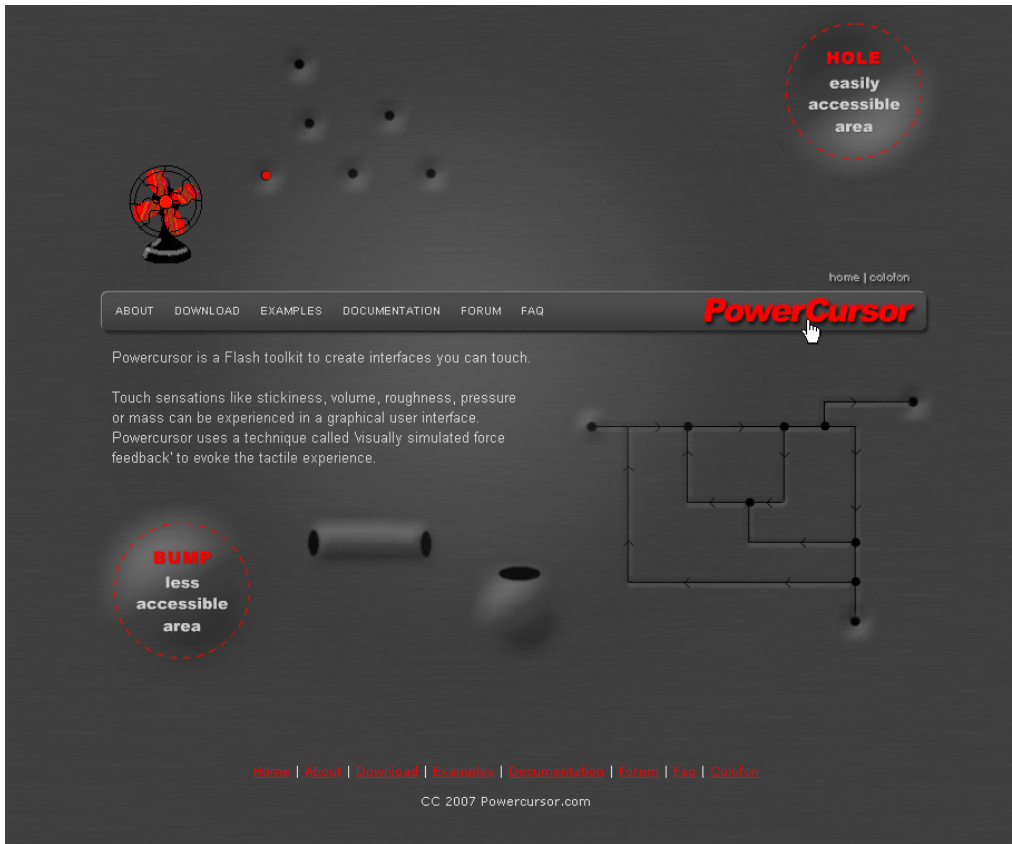 HOLE
easily
accessible
area
home | colofon
ABOUT DOWNLOAD EXAMPLES DOCUMENTATION FORUM FAQ
PowerCursor
Powercursor is a Flash toolkit to create interfaces you can touch.
Touch sensations like stickiness, volume, roughness, pressure
or mass can be experienced in a graphical user interface.
Powercursor uses a technique called 'visually simulated force
feedback' to evoke the tactile experience.
BUMP
less
accessible
area
Home | About | Download | Examples | Documentation | Forum | Faq | Colofon
CC 2007 Powercursor.com